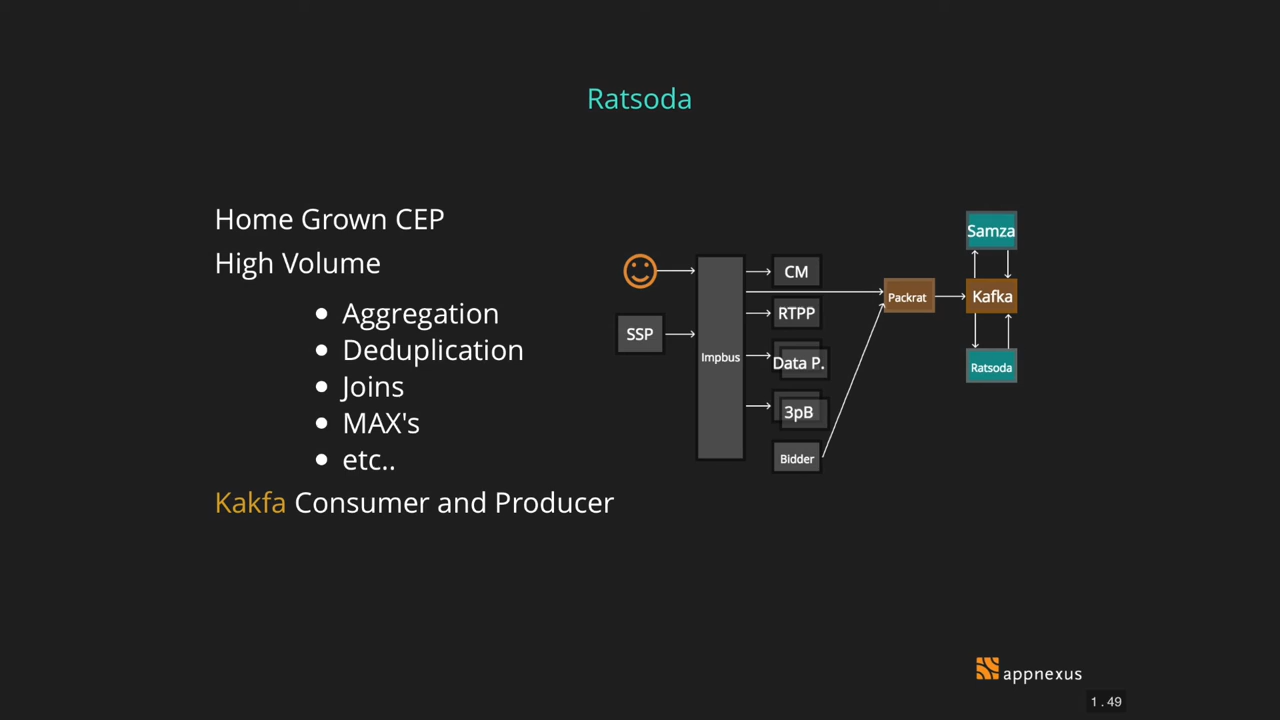 Ratsoda
Home Grown CEP
High Volume
Aggregation
Deduplication
Joins
MAX's
etc..
Kakfa Consumer and Producer
SSP
Impbus
CM
RTPP
Data P.
3pB
Bidder
Packrat
Samza
Kafka
Ratsoda
appnexus
1.49